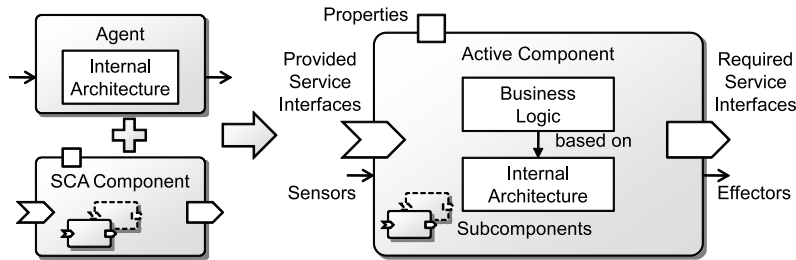 Agent
Internal
Architecture
SCA Component
Properties
Provided
Service
Interfaces
Sensors
Active Component
Business
Logic
based on
Internal
Architecture
Subcomponents
Required
Service
Interfaces
Effectors